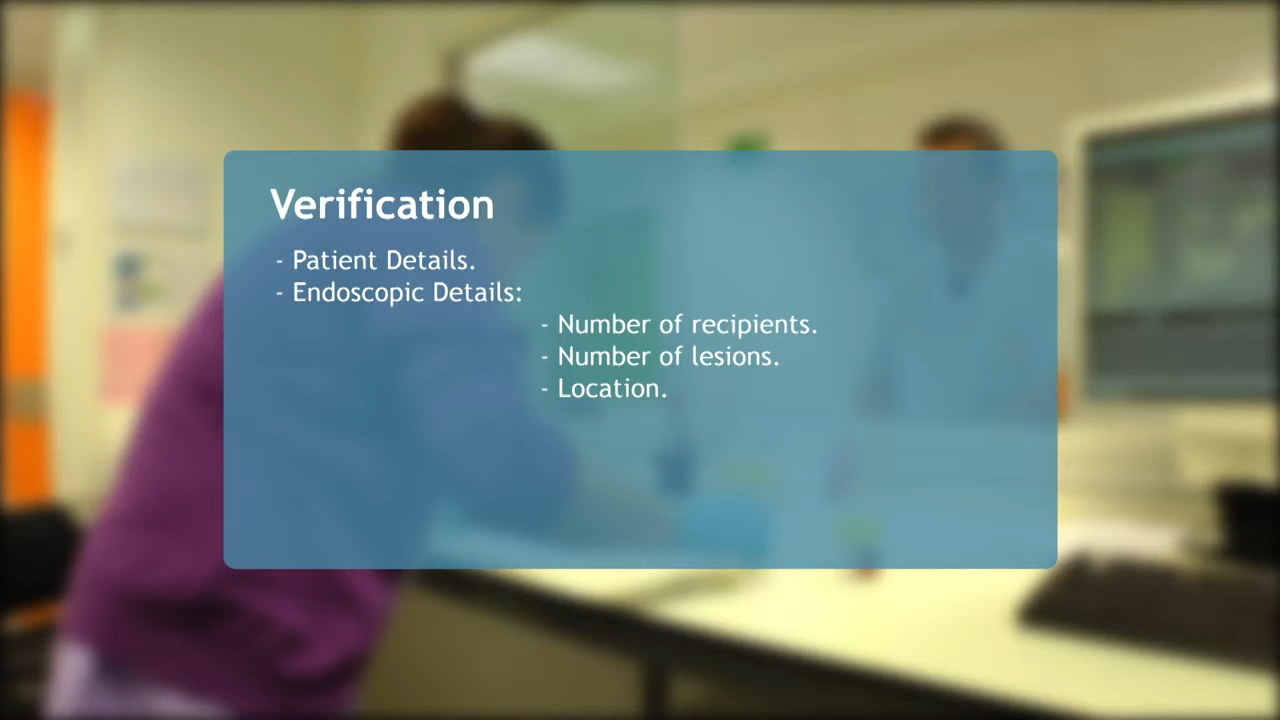 Verification
- Patient Details.
- Endoscopic Details:
- Number of recipients.
- Number of lesions.
- Location.